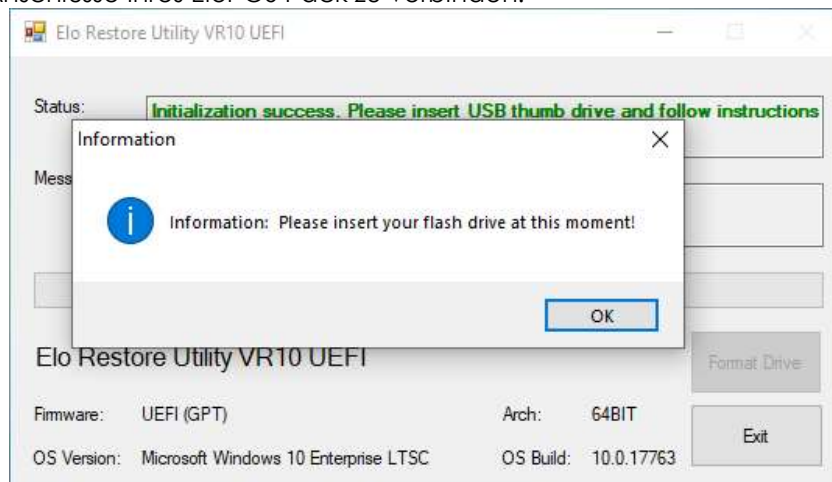 Elo Restore Utility VR10 UEFI
Status:
Initialization success. Please insert USB thumb drive and follow instructions
Information
Information: Please insert your flash drive at this moment!
OK
Elo Restore Utility VR10 UEFI
Format Drive
Firmware: UEFI (GPT) Arch: 64BIT
Exit
OS Version: Microsoft Windows 10 Enterprise LTSC OS Build: 10.0.17763